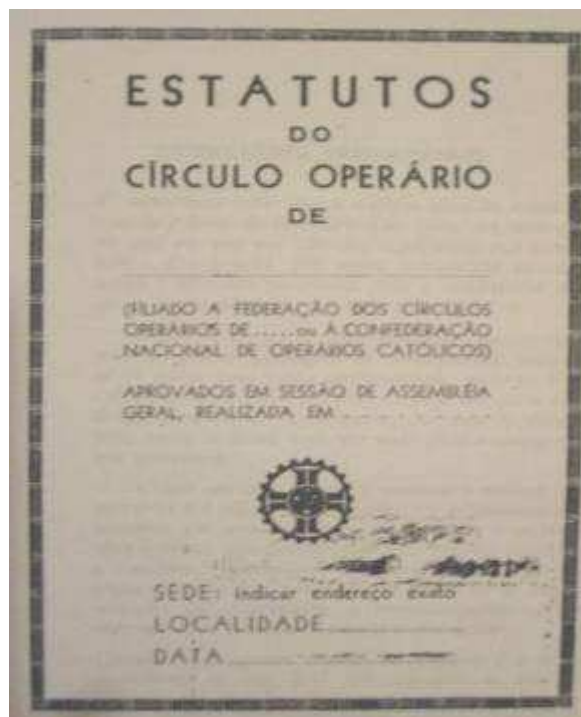 ESTATUTOS
DO
CÍRCULO OPERÁRIO
DE
(FILIADO A FEDERAÇÃO DOS CÍRCULOS
OPERÁRIOS DE .....ou À CONFEDERAÇÃO
NACIONAL DE OPERÁRIOS CATÓLICOS)
APROVADOS EM SESSÃO DE ASSEMBLÉIA
GERAL, REALIZADA EM . . . . . . . . . .
SEDE: indicar endereço exato
LOCALIDADE
DATA